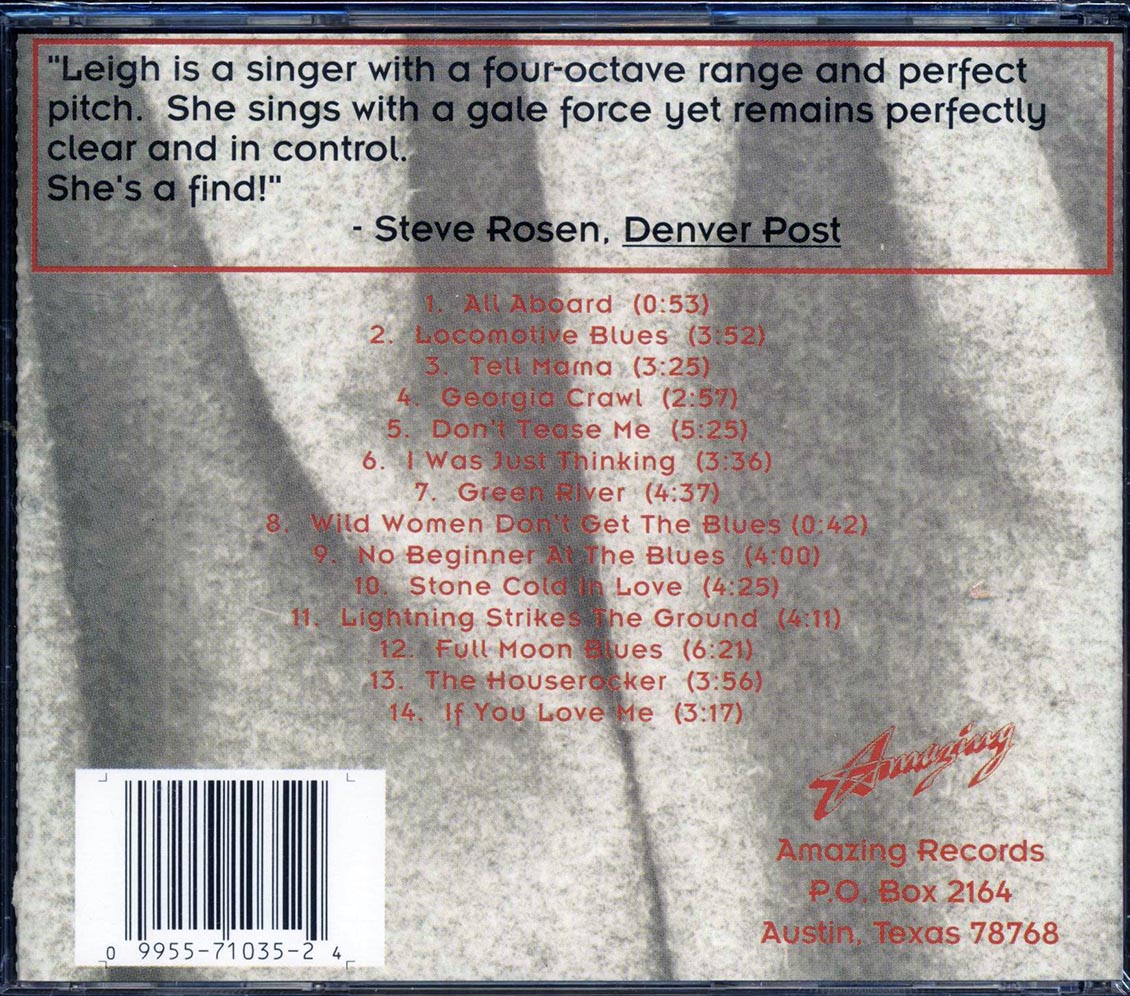 "Leigh is a singer with a four-octave range and perfect
pitch.  She sings with a gale force yet remains perfectly
clear and in control.
She's a find!"
- Steve Rosen, Denver Post
1.  All Aboard  (0:53)
2.  Locomotive Blues  (3:52)
3.  Tell Mama  (3:25)
4.  Georgia Crawl  (2:57)
5.  Don't Tease Me  (5:25)
6.  I Was Just Thinking  (3:36)
7.  Green River  (4:37)
8.  Wild Women Don't Get The Blues (0:42)
9.  No Beginner At The Blues  (4:00)
10.  Stone Cold In Love  (4:25)
11.  Lightning Strikes The Ground  (4:11)
12.  Full Moon Blues  (6:21)
13.  The Houserocker  (3:56)
14.  If You Love Me  (3:17)
Amazing
Amazing Records
P.O. Box 2164
Austin, Texas 78768
0 9955-71035-2 4